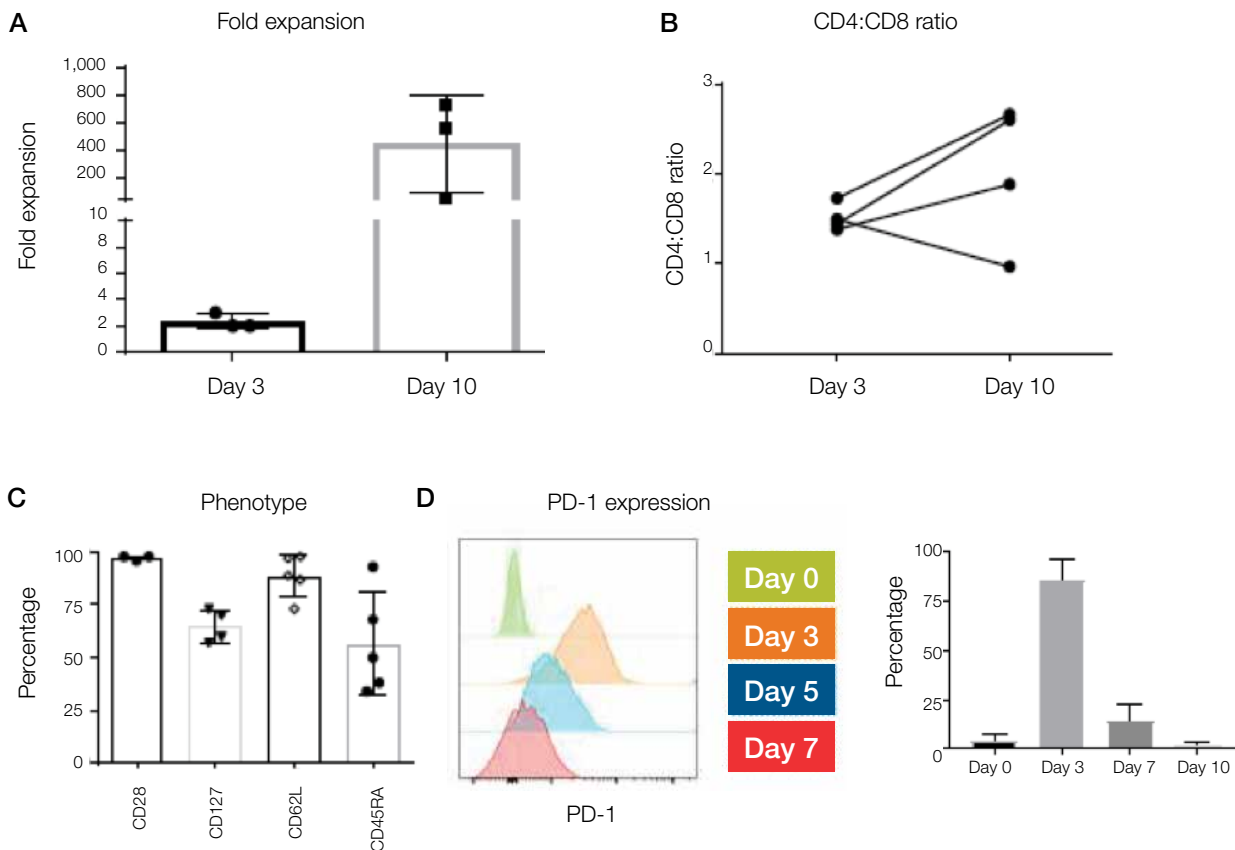 A
Fold expansion
Fold expansion
1,000
800
600
400
200
0
10
8
6
4
2
0
Day 3
Day 10
B
CD4:CD8 ratio
CD4:CD8 ratio
3
2
1
0
Day 3
Day 10
C
Phenotype
Percentage
100
75
50
25
0
CD28
CD127
CD62L
CD45RA
D
PD-1 expression
PD-1
Day 0
Day 3
Day 5
Day 7
Percentage
100
75
50
25
0
Day 0
Day 3
Day 7
Day 10